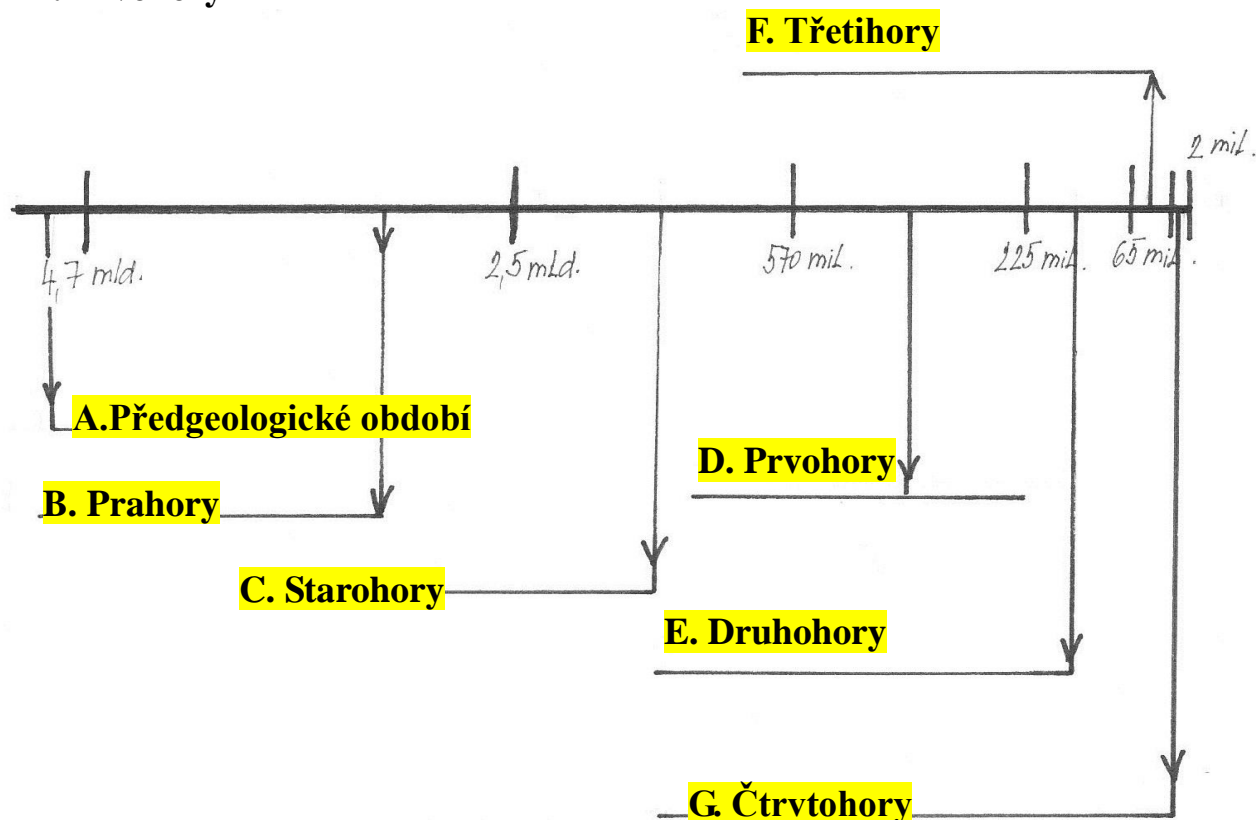 F. Třetihory
2 mil.
4,7 mld.
2,5 mld.
570 mil.
225 mil.
65 mil.
A.Předgeologické období
D. Prvohory
B. Prahory
C. Starohory
E. Druhohory
G. Čtrvtohory